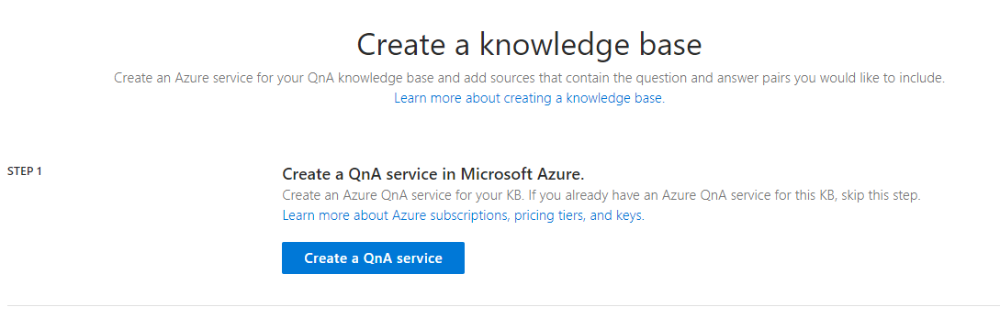 Create a knowledge base
Create an Azure service for your QnA knowledge base and add sources that contain the question and answer pairs you would like to include.
Learn more about creating a knowledge base.
STEP 1
Create a QnA service in Microsoft Azure.
Create an Azure QnA service for your KB. If you already have an Azure QnA service for this KB, skip this step.
Learn more about Azure subscriptions, pricing tiers, and keys.
Create a QnA service